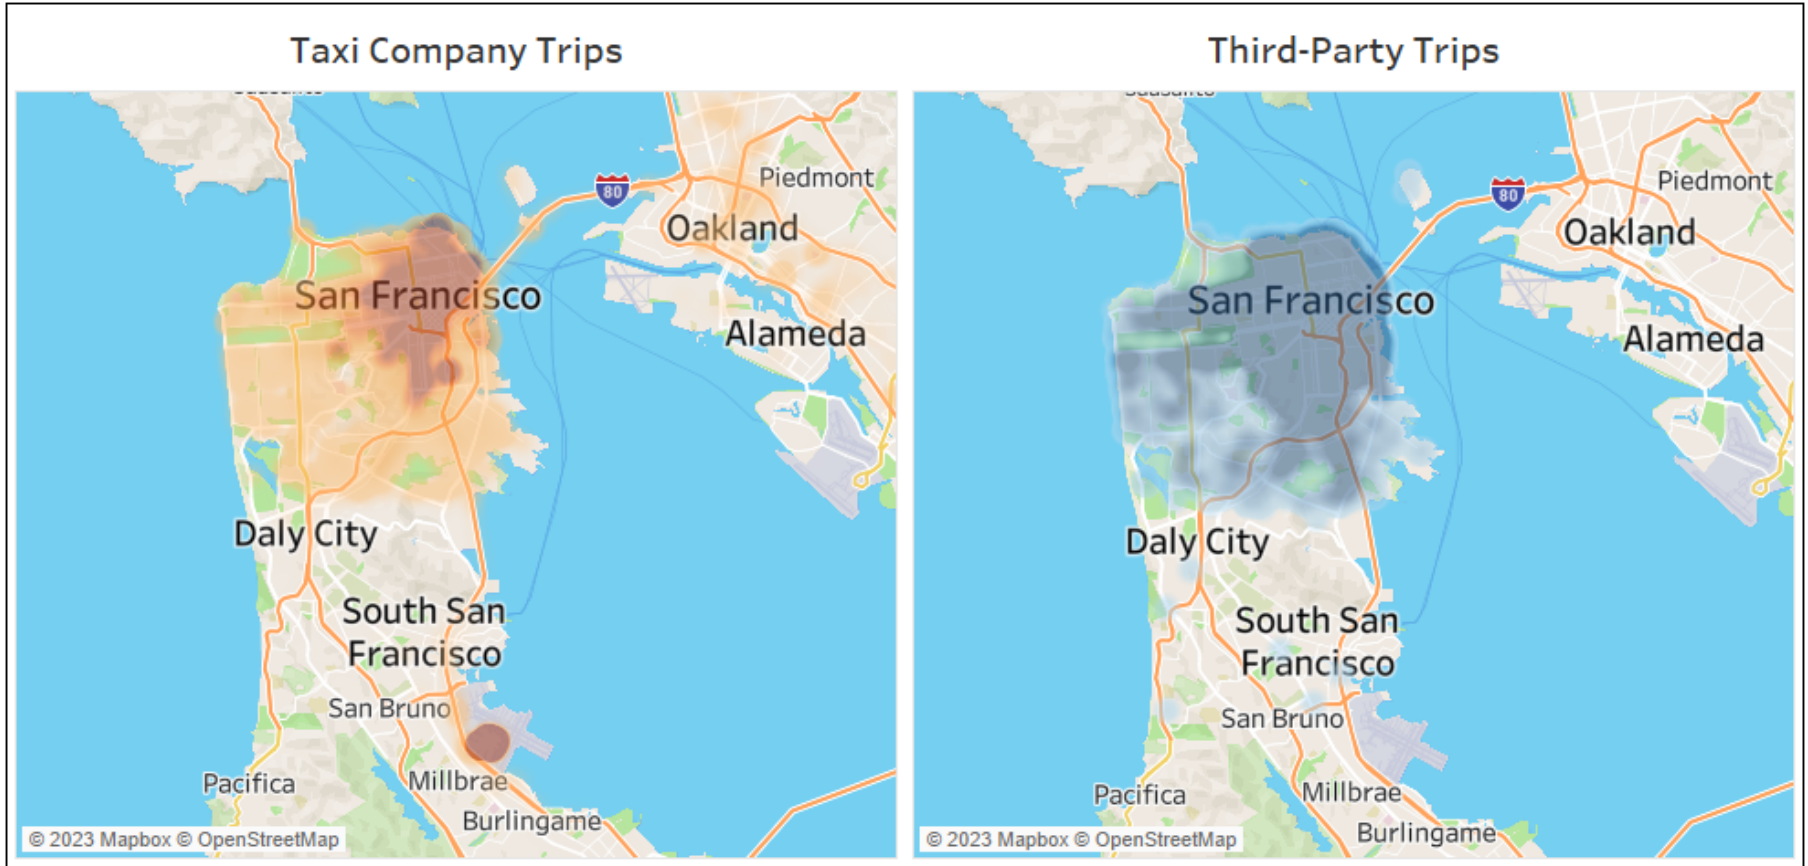 Taxi Company Trips
Third-Party Trips
Piedmont
80
Oakland
San Francisco
Alameda
Daly City
South San
Francisco
San Bruno
Pacifica
Millbrae
Burlingame
© 2023 Mapbox © OpenStreetMap
Piedmont
80
Oakland
San Francisco
Alameda
Daly City
South San
Francisco
San Bruno
Pacifica
Millbrae
Burlingame
© 2023 Mapbox © OpenStreetMap